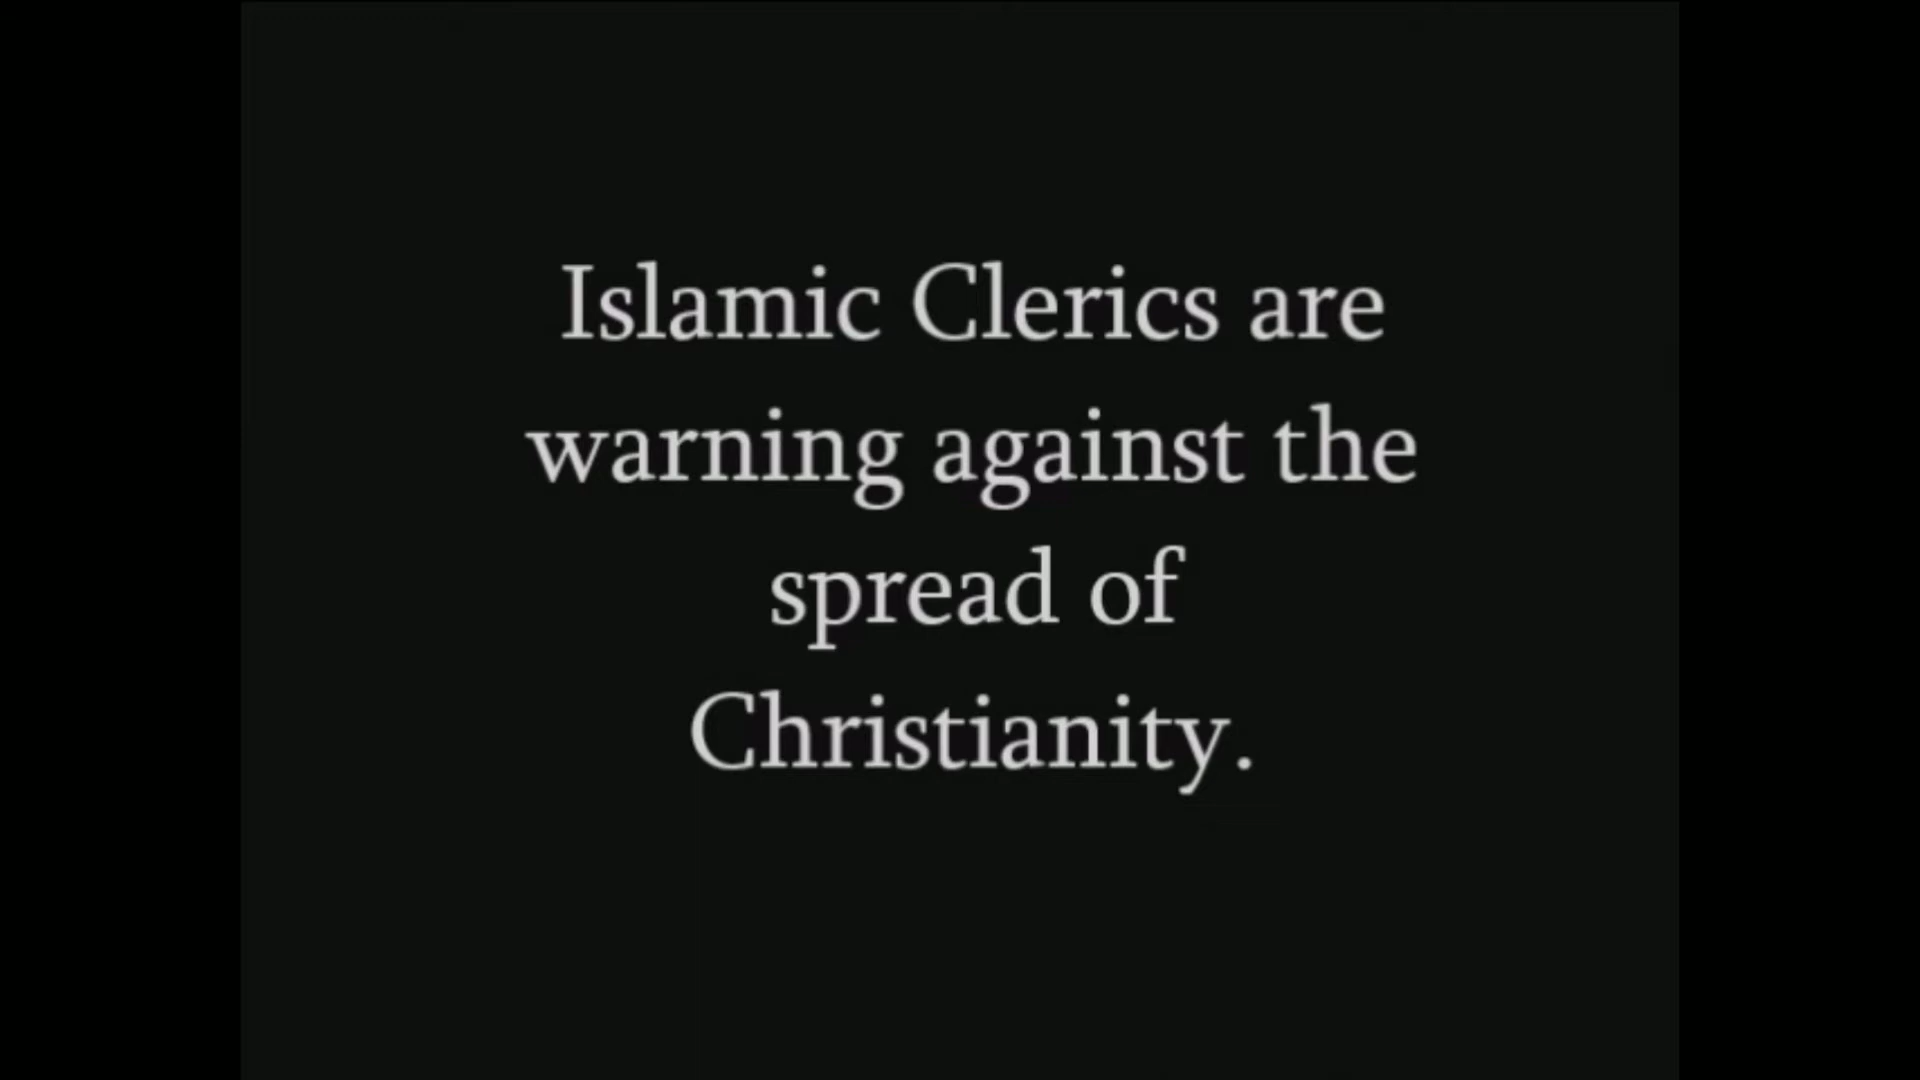 Islamic Clerics are
warning against the
spread of
Christianity.